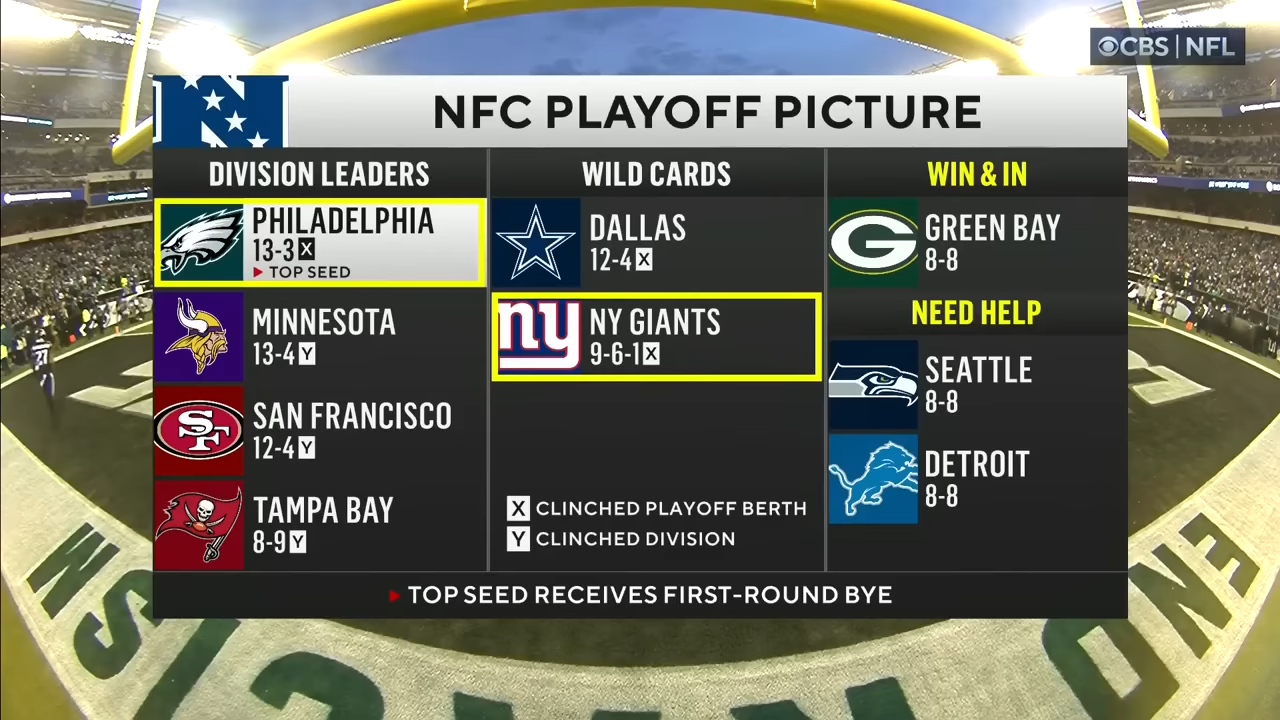 CBS | NFL
NFC PLAYOFF PICTURE
DIVISION LEADERS
PHILADELPHIA
13-3 X
TOP SEED
MINNESOTA
13-4 Y
SF
SAN FRANCISCO
12-4 Y
TAMPA BAY
8-9 Y
WILD CARDS
DALLAS
12-4 X
ny
NY GIANTS
9-6-1 X
X CLINCHED PLAYOFF BERTH
Y CLINCHED DIVISION
WIN & IN
G
GREEN BAY
8-8
NEED HELP
SEATTLE
8-8
DETROIT
8-8
TOP SEED RECEIVES FIRST-ROUND BYE
END